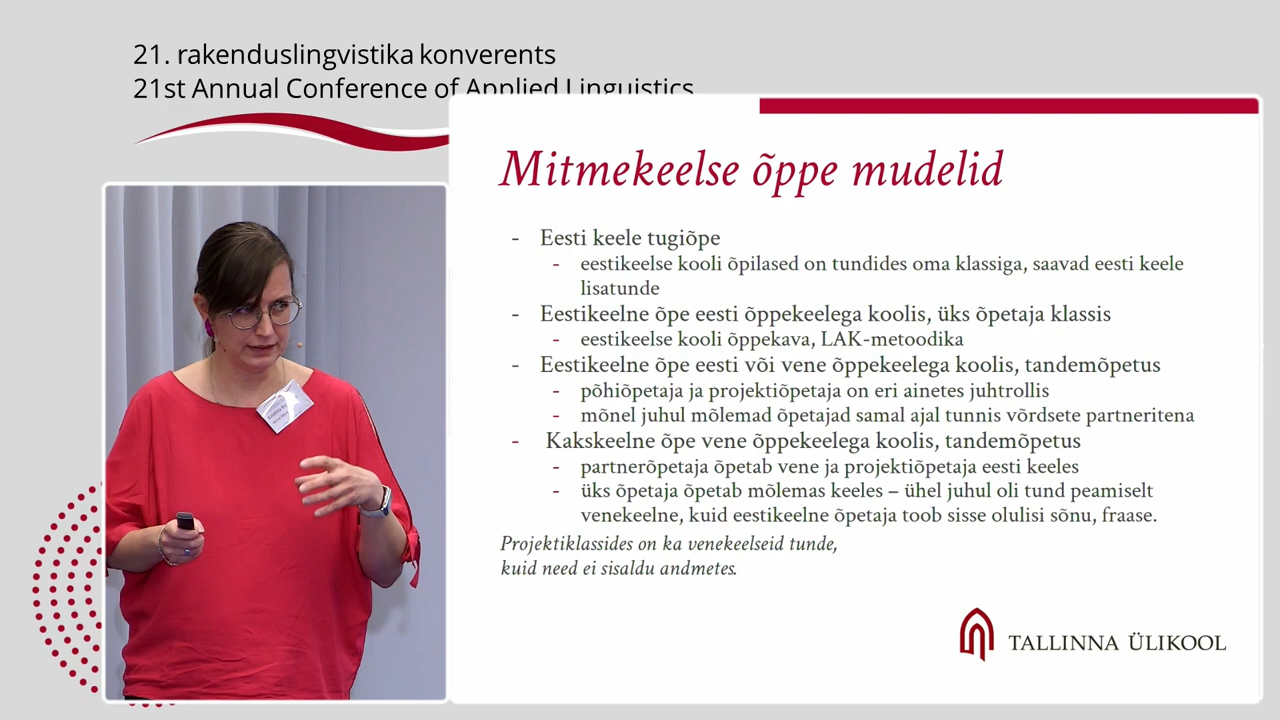 21. rakenduslingvistika konverents
21st Annual Conference of Applied Linguistics
Mitmekeelse õppe mudelid
- Eesti keele tugiõpe
- eestikeelse kooli õpilased on tundides oma klassiga, saavad eesti keele
lisatunde
- Eestikeelne õpe eesti õppekeelega koolis, üks õpetaja klassis
- eestikeelse kooli õppekava, LAK-metoodika
- Eestikeelne õpe eesti või vene õppekeelega koolis, tandemõpetus
- põhiõpetaja ja projektiõpetaja on eri ainetes juhtrollis
- mõnel juhul mõlemad õpetajad samal ajal tunnis võrdsete partneritena
- Kakskeelne õpe vene õppekeelega koolis, tandemõpetus
- partnerõpetaja õpetab vene ja projektiõpetaja eesti keeles
- üks õpetaja õpetab mõlemas keeles – ühel juhul oli tund peamiselt
venekeelne, kuid eestikeelne õpetaja toob sisse olulisi sõnu, fraase.
Projektiklassides on ka venekeelseid tunde,
kuid need ei sisaldu andmetes.
TALLINNA ÜLIKOOL